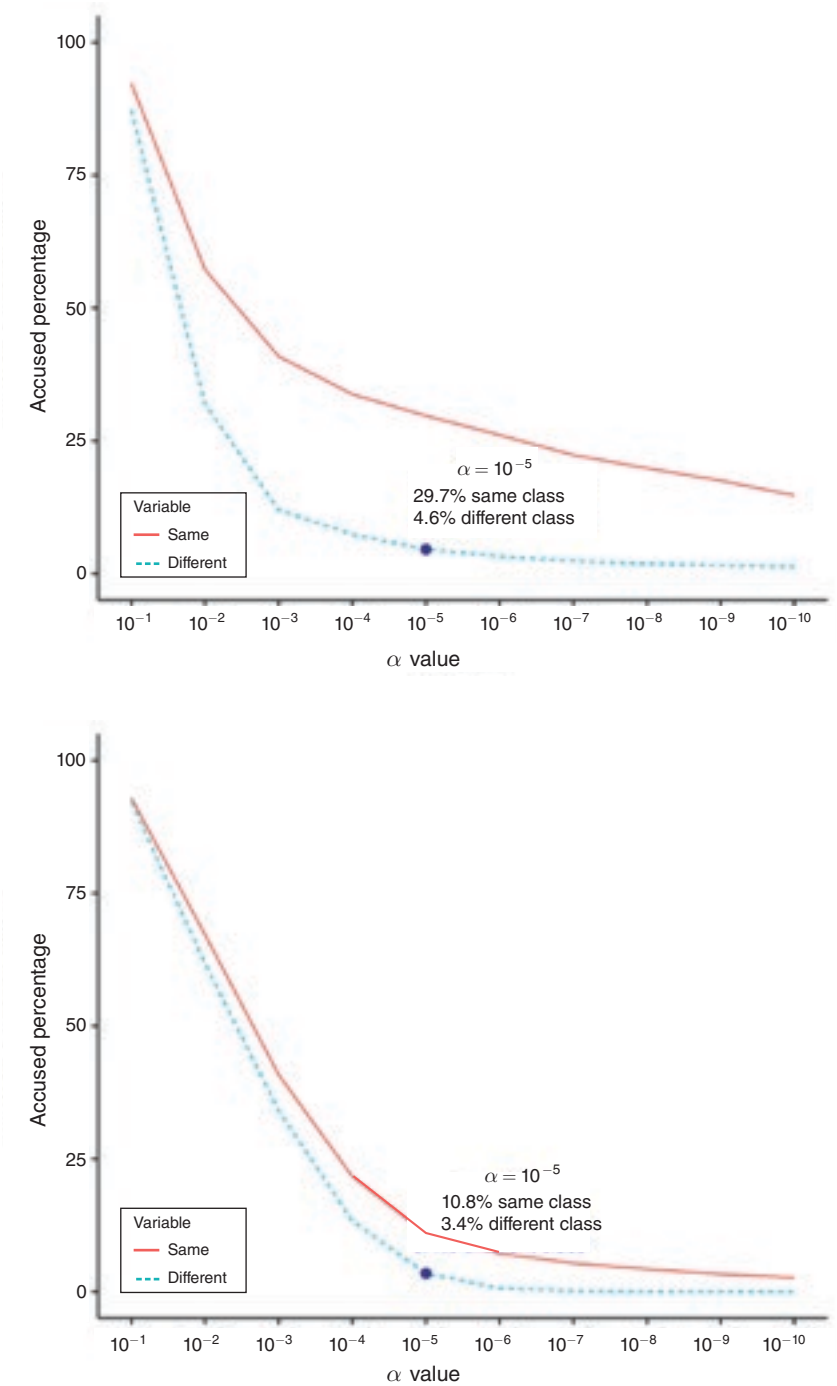 100
75
50
25
0
Accused percentage
α = 10⁻⁵
29.7% same class
4.6% different class
Variable
Same
Different
10⁻¹ 10⁻² 10⁻³ 10⁻⁴ 10⁻⁵ 10⁻⁶ 10⁻⁷ 10⁻⁸ 10⁻⁹ 10⁻¹⁰
α value
100
75
50
25
0
Accused percentage
α = 10⁻⁵
10.8% same class
3.4% different class
Variable
Same
Different
10⁻¹ 10⁻² 10⁻³ 10⁻⁴ 10⁻⁵ 10⁻⁶ 10⁻⁷ 10⁻⁸ 10⁻⁹ 10⁻¹⁰
α value